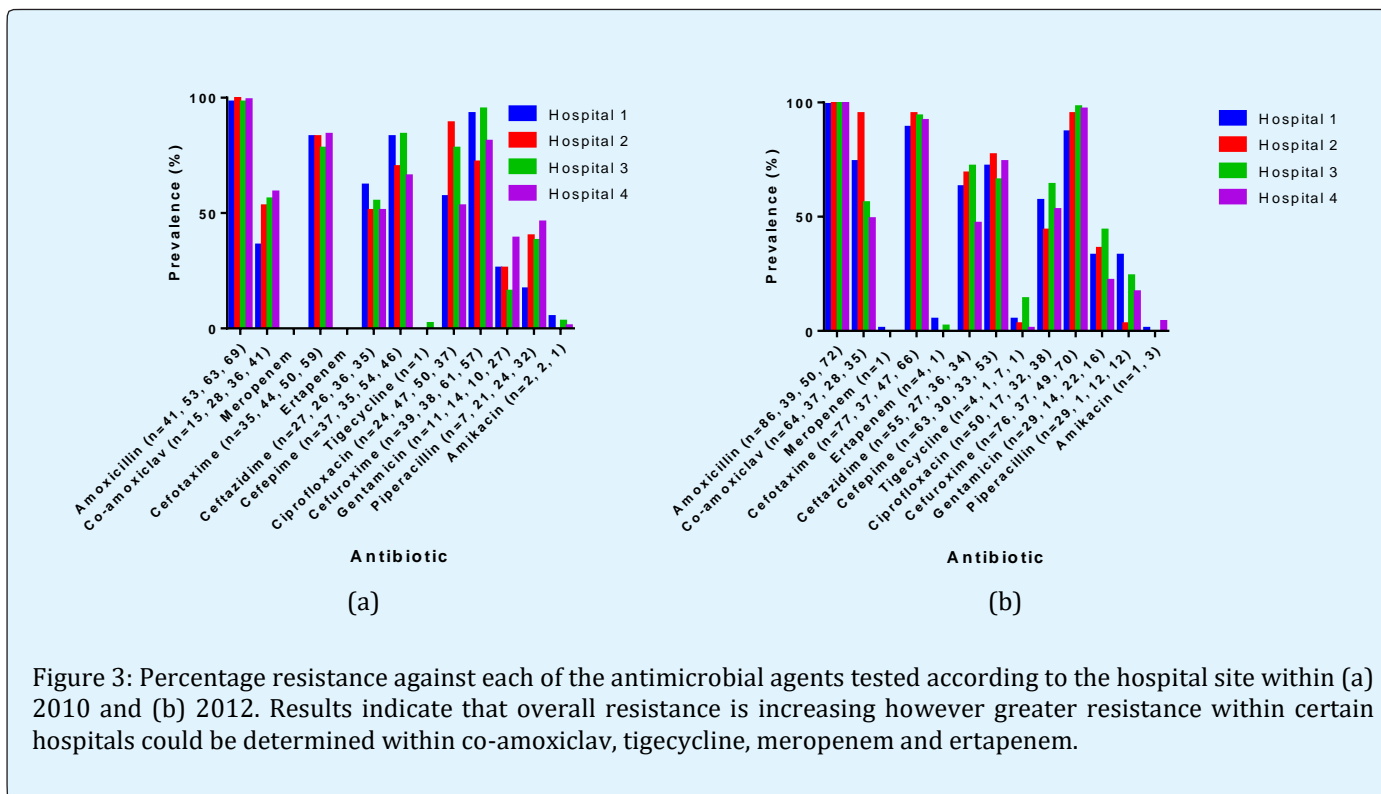 100
50
0
Prevalence (%)
Hospital 1
Hospital 2
Hospital 3
Hospital 4
Amoxicillin (n=41, 53, 63, 69)
Co-amoxiclav (n=15, 28, 36, 41)
Meropenem
Cefotaxime (n=35, 44, 50, 59)
Ertapenem
Ceftazidime (n=27, 26, 36, 35)
Cefepime (n=37, 35, 54, 46)
Tigecycline (n=1)
Ciprofloxacin (n=24, 47, 50, 37)
Cefuroxime (n=39, 38, 61, 57)
Gentamicin (n=11, 14, 10, 27)
Piperacillin (n=7, 21, 24, 32)
Amikacin (n=2, 2, 1)
Antibiotic
(a)
100
50
0
Prevalence (%)
Hospital 1
Hospital 2
Hospital 3
Hospital 4
Amoxicillin (n=86, 39, 50, 72)
Co-amoxiclav (n=64, 37, 28, 35)
Meropenem (n=1)
Cefotaxime (n=77, 37, 47, 66)
Ertapenem (n=4, 1)
Ceftazidime (n=55, 27, 36, 34)
Cefepime (n=63, 30, 33, 53)
Tigecycline (n=4, 1, 7, 1)
Ciprofloxacin (n=50, 17, 32, 38)
Cefuroxime (n=76, 37, 49, 70)
Gentamicin (n=29, 14, 22, 16)
Piperacillin (n=29, 1, 12, 12)
Amikacin (n=1, 3)
Antibiotic
(b)
Figure 3: Percentage resistance against each of the antimicrobial agents tested according to the hospital site within (a)
2010 and (b) 2012. Results indicate that overall resistance is increasing however greater resistance within certain
hospitals could be determined within co-amoxiclav, tigecycline, meropenem and ertapenem.